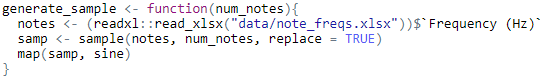 generate_sample <- function(num_notes){
  notes <- (readxl::read_xlsx("data/note_freqs.xlsx"))$`Frequency (Hz)`
  samp <- sample(notes, num_notes, replace = TRUE)
  map(samp, sine)
}